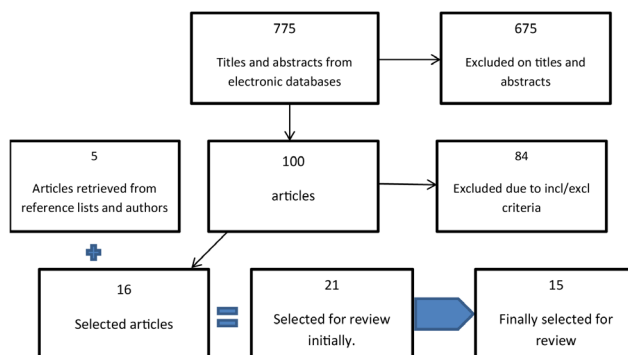 775
Titles and abstracts from
electronic databases
675
Excluded on titles and
abstracts
5
Articles retrieved from
reference lists and authors
100
articles
84
Excluded due to incl/excl
criteria
16
Selected articles
21
Selected for review
initially.
15
Finally selected for
review